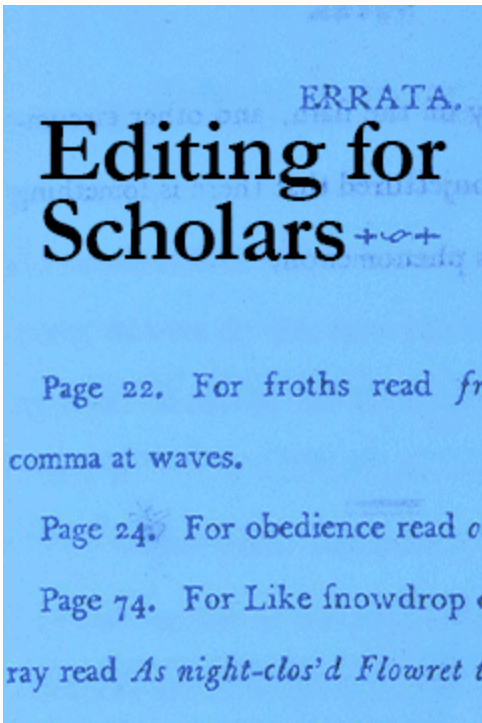 ERRATA.
Editing for
Scholars
Page 22. For froths read fr
comma at waves.
Page 24. For obedience read o
Page 74. For Like ſnowdrop
ray read As night-clos'd Flowret t